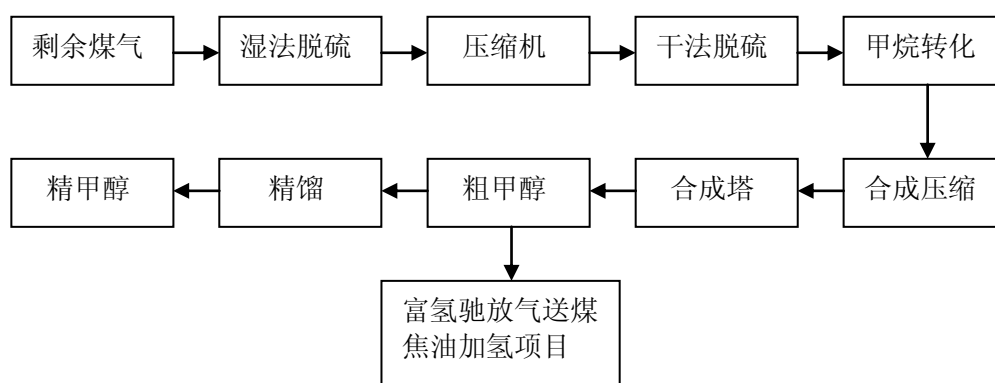 剩余煤气
湿法脱硫
压缩机
干法脱硫
甲烷转化
合成压缩
合成塔
粗甲醇
精馏
精甲醇
富氢驰放气送煤
焦油加氢项目